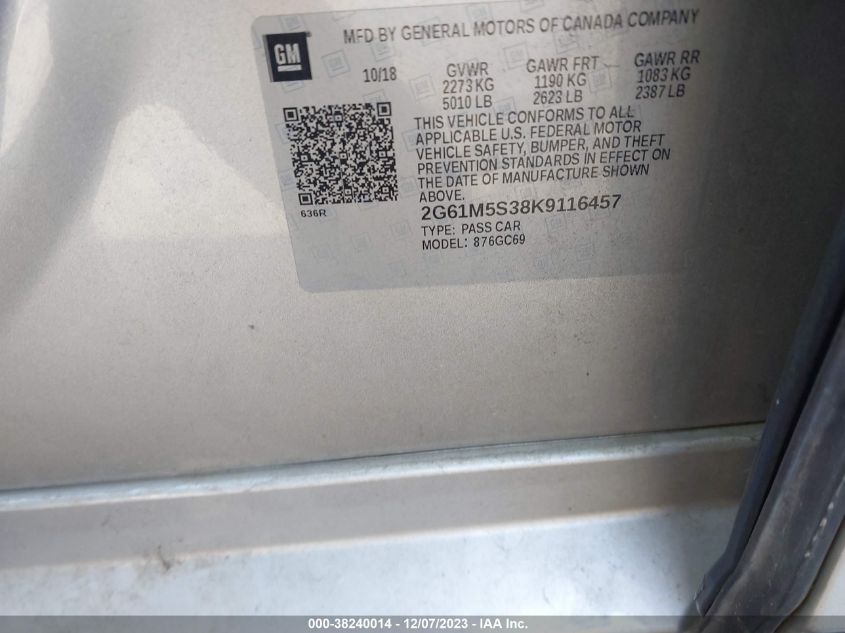 GM
MFD BY GENERAL MOTORS OF CANADA COMPANY
10/18
GVWR
2273 KG
5010 LB
GAWR FRT
1190 KG
2623 LB
GAWR RR
1083 KG
2387 LB
THIS VEHICLE CONFORMS TO ALL
APPLICABLE U.S. FEDERAL MOTOR
VEHICLE SAFETY, BUMPER, AND THEFT
PREVENTION STANDARDS IN EFFECT ON
THE DATE OF MANUFACTURE SHOWN
ABOVE.
636R
2G61M5S38K9116457
TYPE: PASS CAR
MODEL: 876GC69
000-38240014 - 12/07/2023 - IAA Inc.